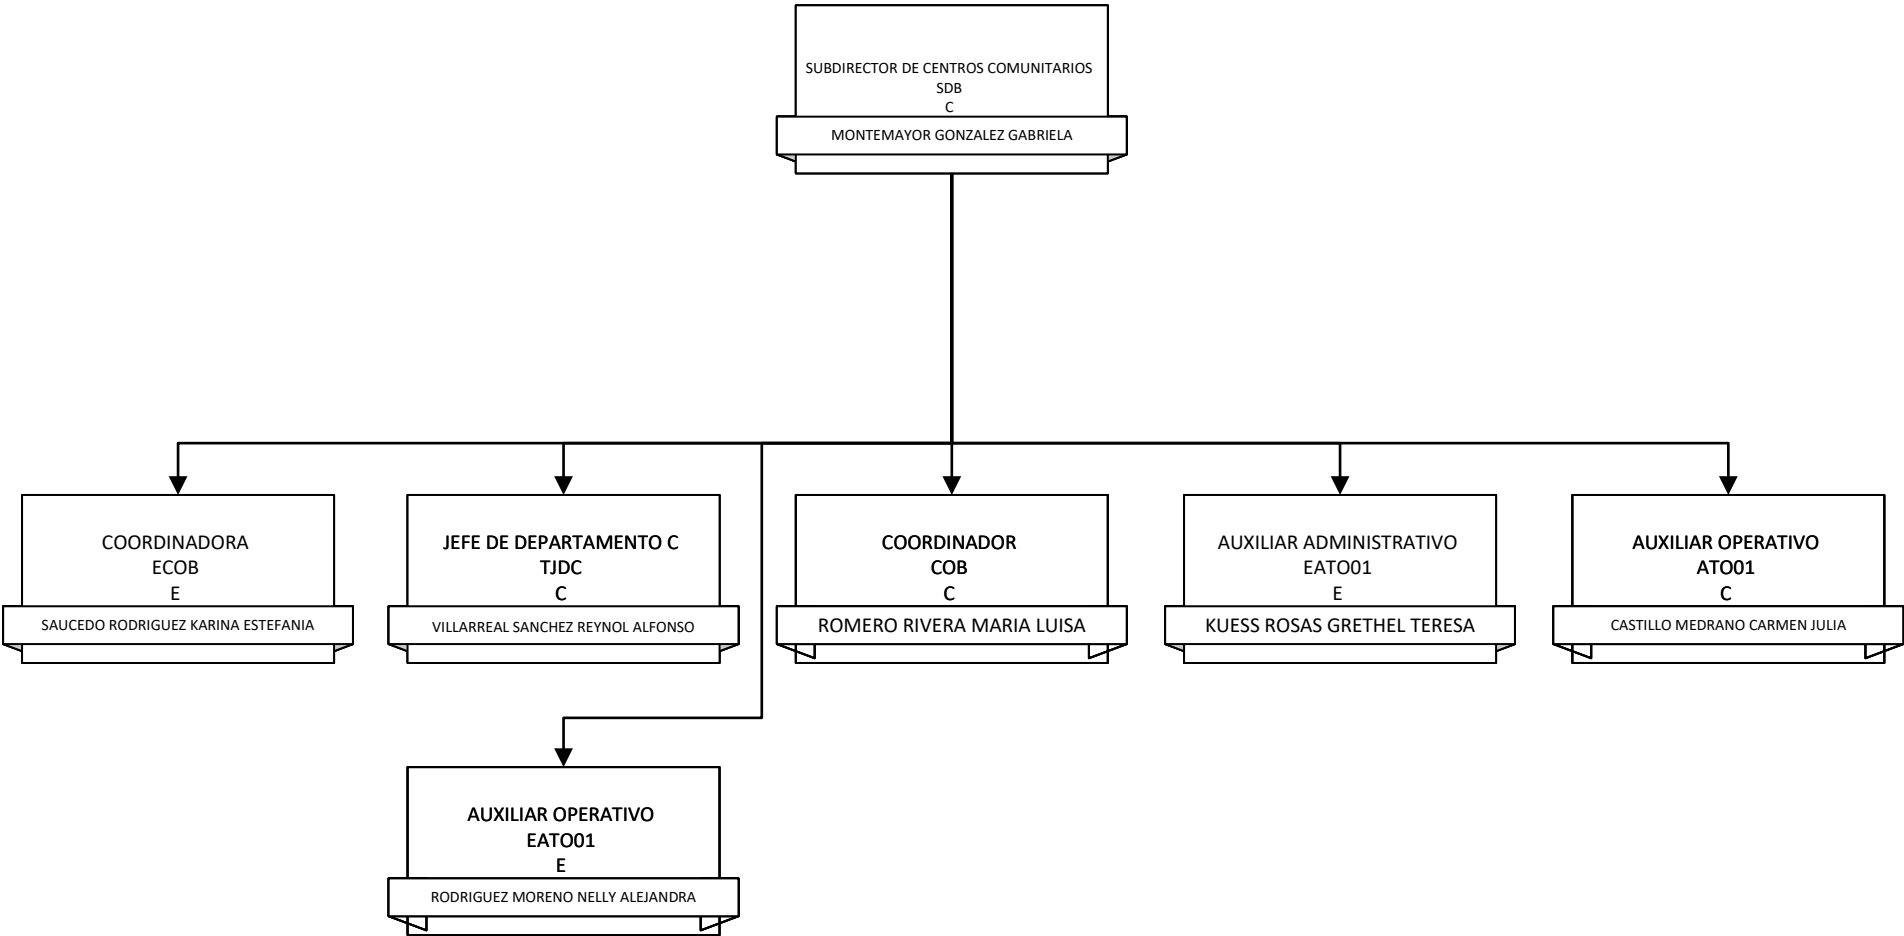 SUBDIRECTOR DE CENTROS COMUNITARIOS
SDB
C
MONTEMAYOR GONZALEZ GABRIELA
COORDINADORA
ECOB
E
SAUCEDO RODRIGUEZ KARINA ESTEFANIA
JEFE DE DEPARTAMENTO C
TJDC
C
VILLARREAL SANCHEZ REYNOL ALFONSO
COORDINADOR
COB
C
ROMERO RIVERA MARIA LUISA
AUXILIAR ADMINISTRATIVO
EATO01
E
KUESS ROSAS GRETHEL TERESA
AUXILIAR OPERATIVO
ATO01
C
CASTILLO MEDRANO CARMEN JULIA
AUXILIAR OPERATIVO
EATO01
E
RODRIGUEZ MORENO NELLY ALEJANDRA